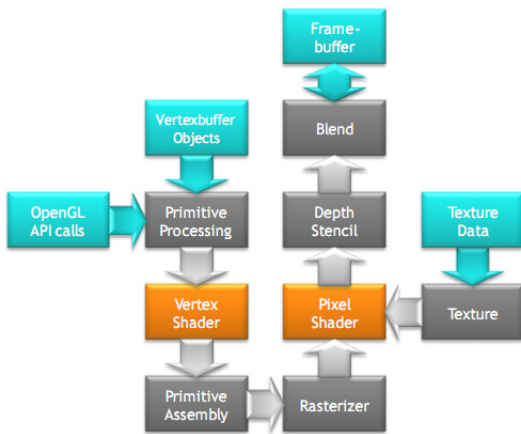 Frame-
buffer
Vertexbuffer
Objects
Blend
OpenGL
API calls
Primitive
Processing
Depth
Stencil
Texture
Data
Vertex
Shader
Pixel
Shader
Texture
Primitive
Assembly
Rasterizer